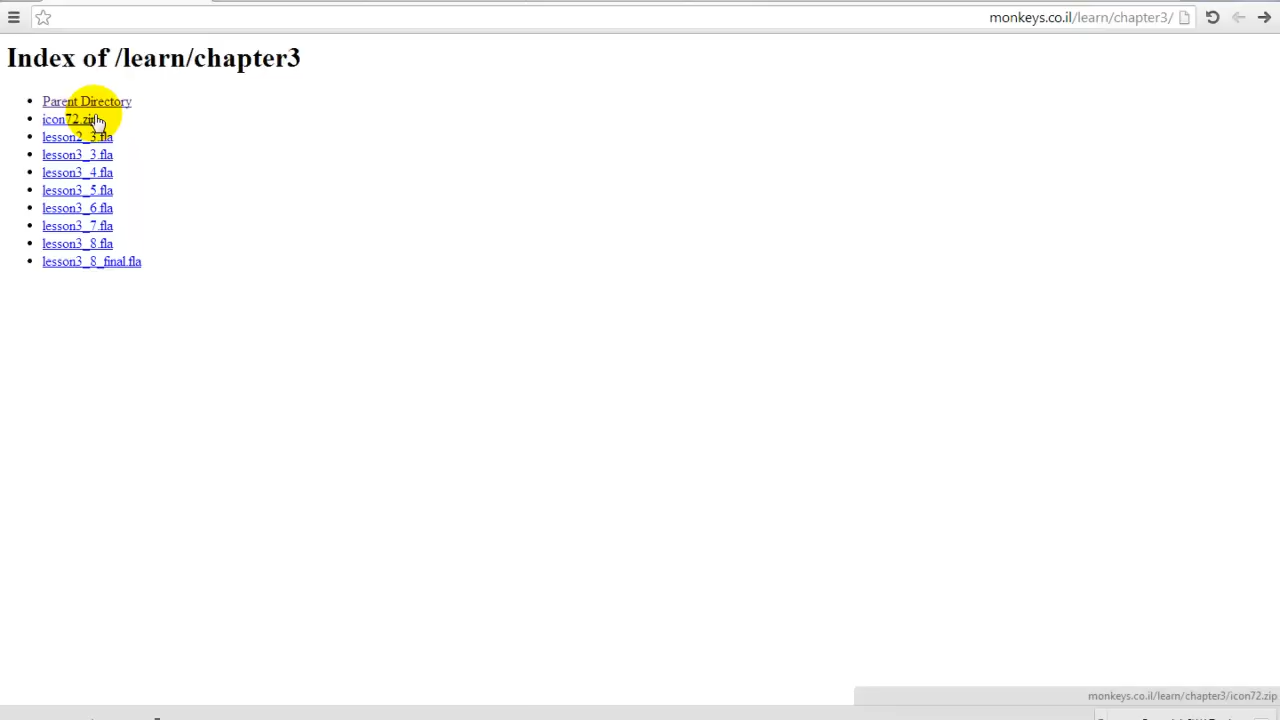 monkeys.co.il/learn/chapter3/
Index of /learn/chapter3
Parent Directory
icon72.zip
lesson2_3.fla
lesson3_3.fla
lesson3_4.fla
lesson3_5.fla
lesson3_6.fla
lesson3_7.fla
lesson3_8.fla
lesson3_8_final.fla
monkeys.co.il/learn/chapter3/icon72.zip